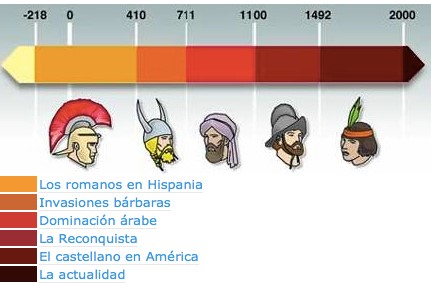 -218 0 410 711 1100 1492 2000
Los romanos en Hispania
Invasiones bárbaras
Dominación árabe
La Reconquista
El castellano en América
La actualidad